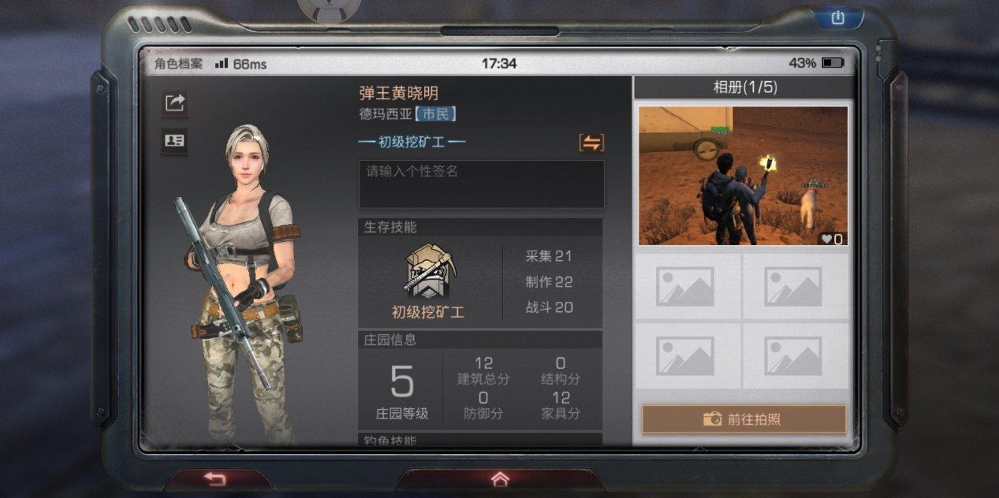 角色档案 66ms
17:34
43%
弹王黄晓明
德玛西亚【市民】
初级挖矿工
请输入个性签名
生存技能
初级挖矿工
采集 21
制作 22
战斗 20
庄园信息
5
庄园等级
12
建筑总分
0
结构分
0
防御分
12
家具分
钓鱼技能
相册(1/5)
0
前往拍照